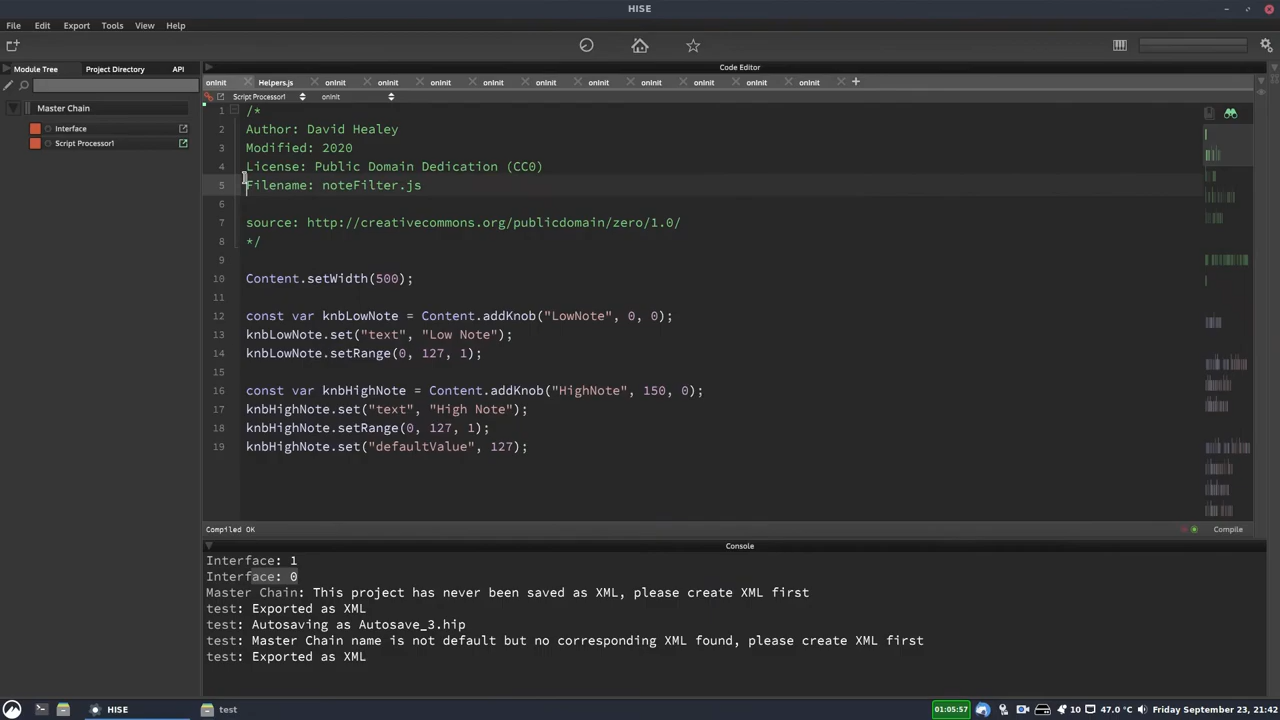 HISE
File Edit Export Tools View Help
Module Tree Project Directory API
Code Editor
onInit Helpers.js onInit onInit onInit onInit onInit onInit onInit onInit onInit onInit +
Script Processor1 onInit
Master Chain
Interface
Script Processor1
1 /*
2 Author: David Healey
3 Modified: 2020
4 License: Public Domain Dedication (CC0)
5 Filename: noteFilter.js
6
7 source: http://creativecommons.org/publicdomain/zero/1.0/
8 */
9
10 Content.setWidth(500);
11
12 const var knbLowNote = Content.addKnob("LowNote", 0, 0);
13 knbLowNote.set("text", "Low Note");
14 knbLowNote.setRange(0, 127, 1);
15
16 const var knbHighNote = Content.addKnob("HighNote", 150, 0);
17 knbHighNote.set("text", "High Note");
18 knbHighNote.setRange(0, 127, 1);
19 knbHighNote.set("defaultValue", 127);
Compiled OK Compile
Console
Interface: 1
Interface: 0
Master Chain: This project has never been saved as XML, please create XML first
test: Exported as XML
test: Autosaving as Autosave_3.hip
test: Master Chain name is not default but no corresponding XML found, please create XML first
test: Exported as XML
HISE test 01:05:57 10 47.0 °C Friday September 23, 21:42